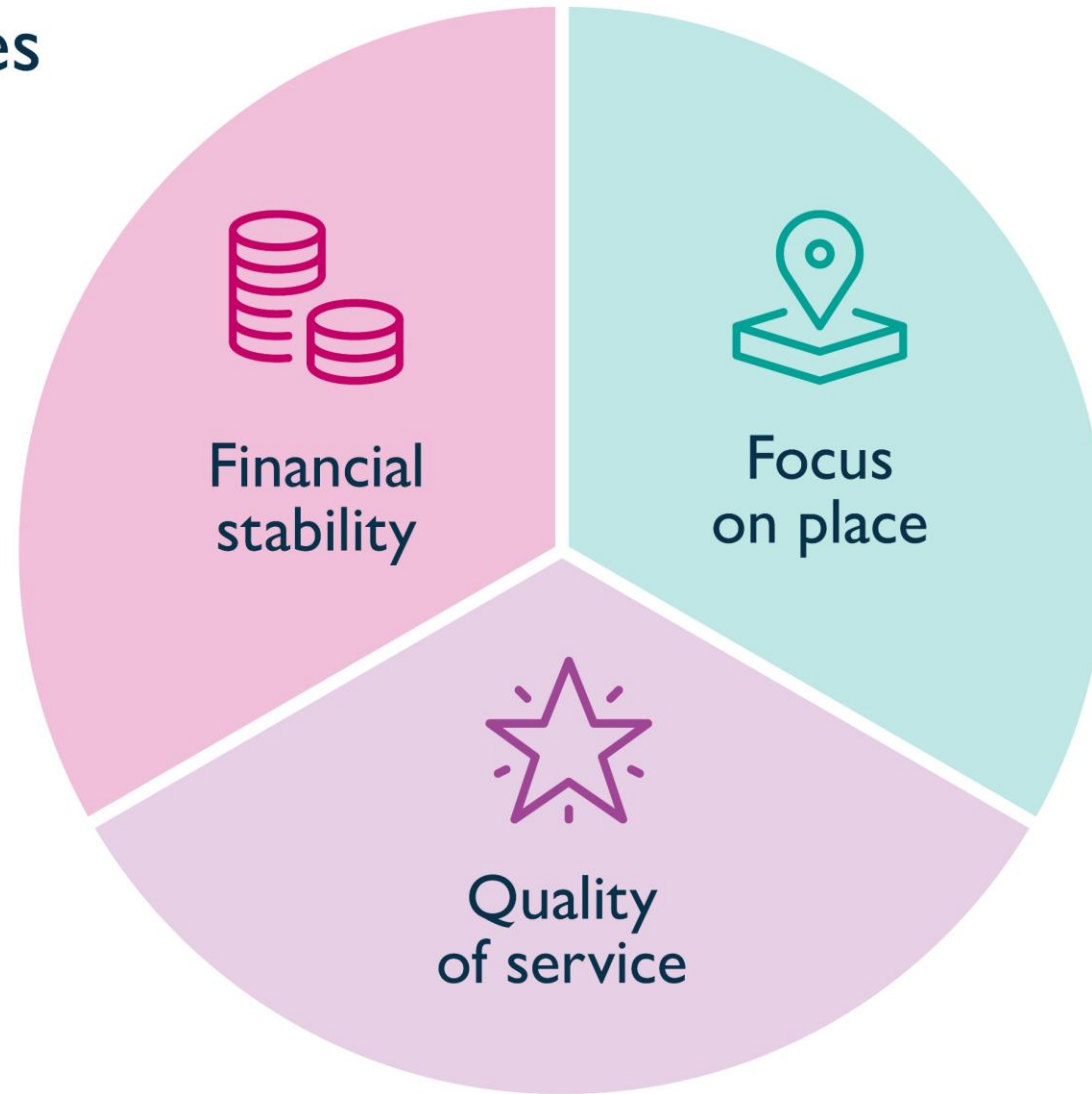 es
Financial
stability
Focus
on place
Quality
of service